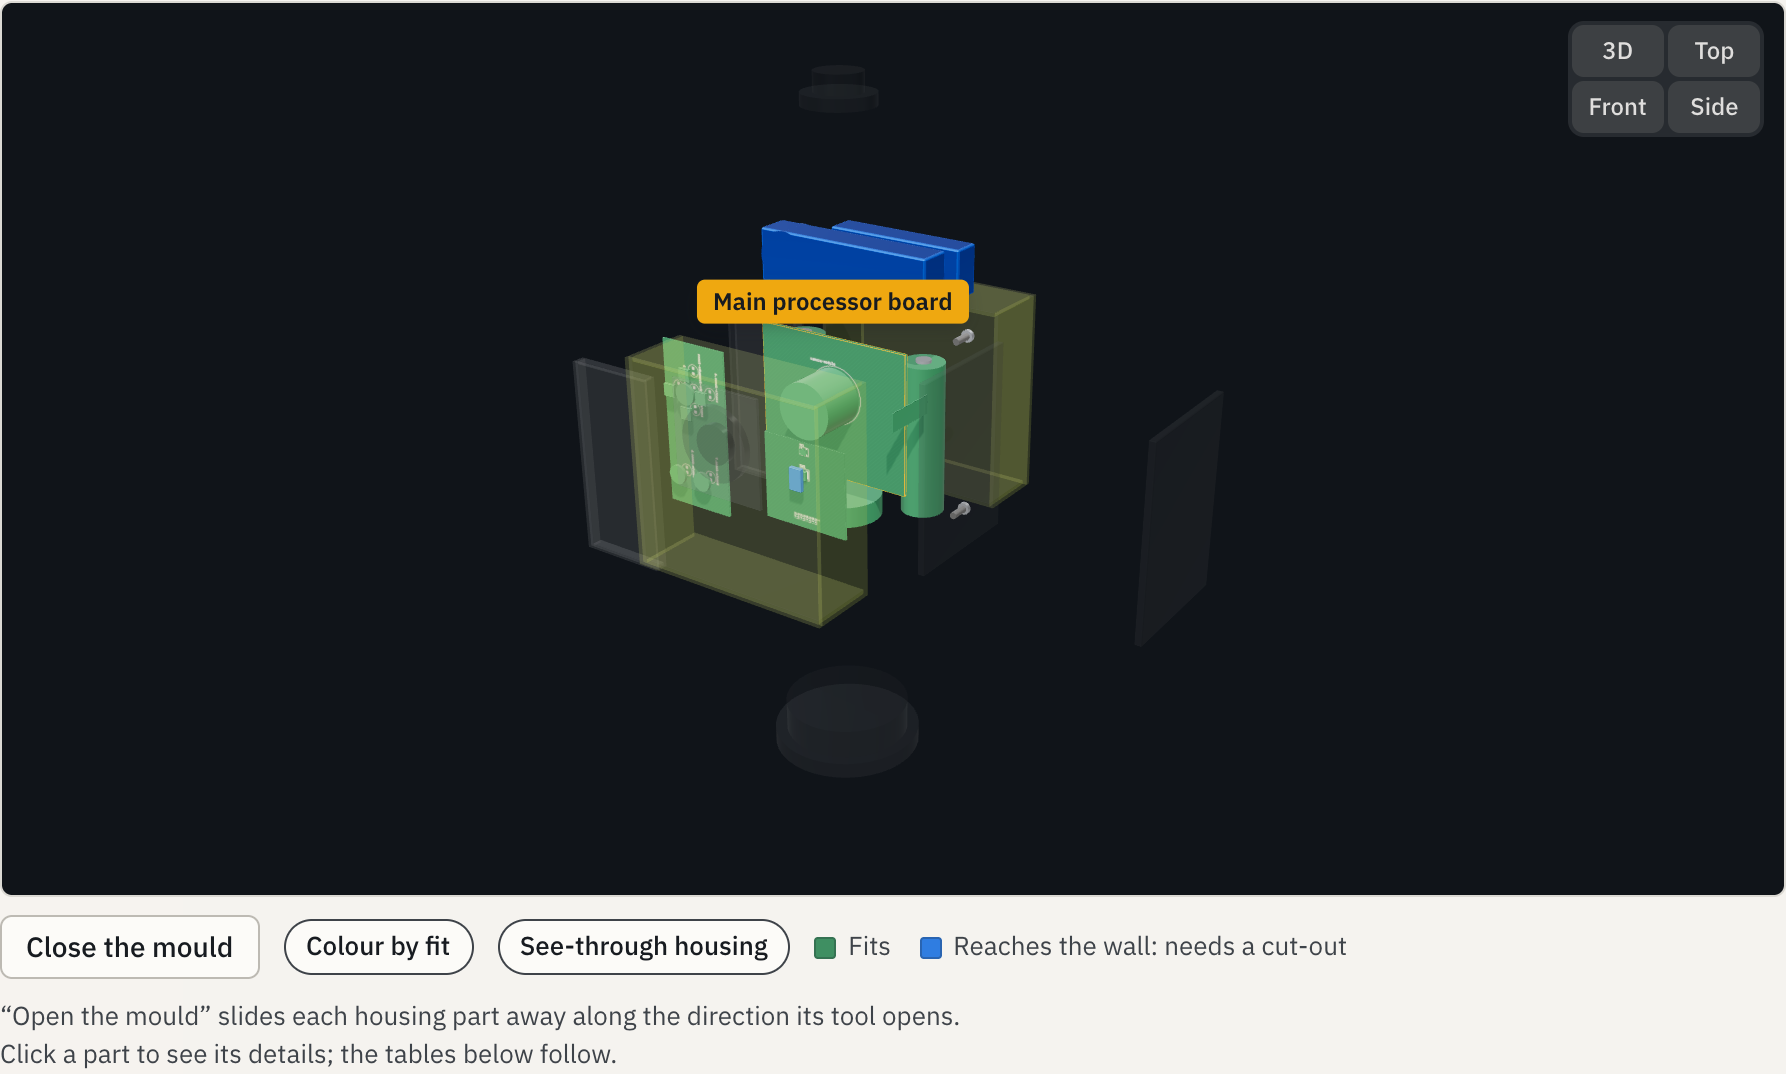 3D Top
Front Side
Main processor board
Close the mould Colour by fit See-through housing Fits Reaches the wall: needs a cut-out
“Open the mould” slides each housing part away along the direction its tool opens.
Click a part to see its details; the tables below follow.